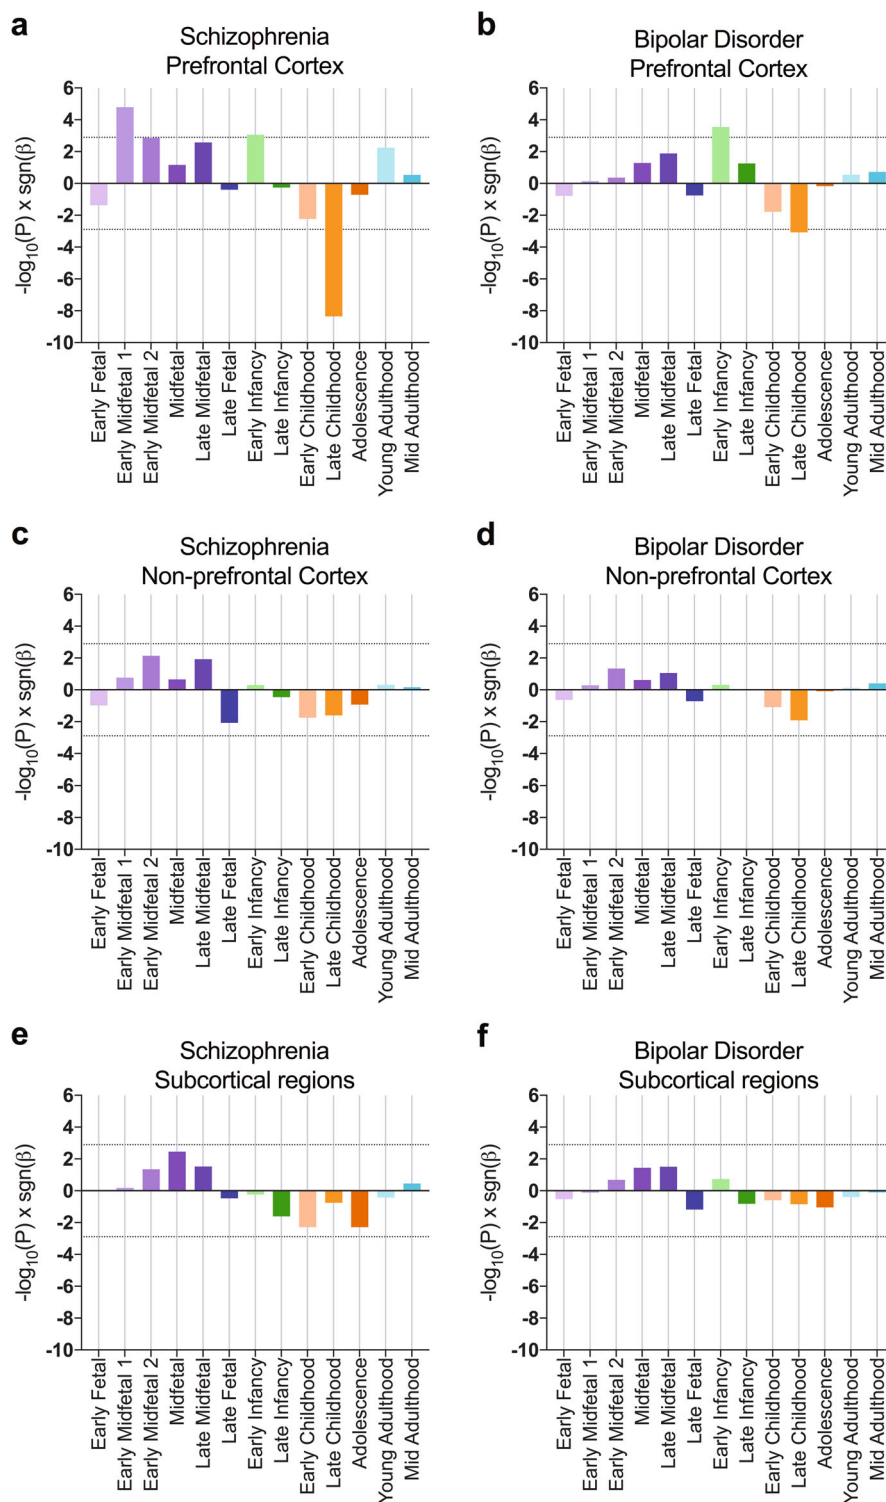 a
Schizophrenia
Prefrontal Cortex
-log10(P) x sgn(β)
6
4
2
0
-2
-4
-6
-8
-10
Early Fetal
Early Midfetal 1
Early Midfetal 2
Midfetal
Late Midfetal
Late Fetal
Early Infancy
Late Infancy
Early Childhood
Late Childhood
Adolescence
Young Adulthood
Mid Adulthood
b
Bipolar Disorder
Prefrontal Cortex
-log10(P) x sgn(β)
6
4
2
0
-2
-4
-6
-8
-10
Early Fetal
Early Midfetal 1
Early Midfetal 2
Midfetal
Late Midfetal
Late Fetal
Early Infancy
Late Infancy
Early Childhood
Late Childhood
Adolescence
Young Adulthood
Mid Adulthood
c
Schizophrenia
Non-prefrontal Cortex
-log10(P) x sgn(β)
6
4
2
0
-2
-4
-6
-8
-10
Early Fetal
Early Midfetal 1
Early Midfetal 2
Midfetal
Late Midfetal
Late Fetal
Early Infancy
Late Infancy
Early Childhood
Late Childhood
Adolescence
Young Adulthood
Mid Adulthood
d
Bipolar Disorder
Non-prefrontal Cortex
-log10(P) x sgn(β)
6
4
2
0
-2
-4
-6
-8
-10
Early Fetal
Early Midfetal 1
Early Midfetal 2
Midfetal
Late Midfetal
Late Fetal
Early Infancy
Late Infancy
Early Childhood
Late Childhood
Adolescence
Young Adulthood
Mid Adulthood
e
Schizophrenia
Subcortical regions
-log10(P) x sgn(β)
6
4
2
0
-2
-4
-6
-8
-10
Early Fetal
Early Midfetal 1
Early Midfetal 2
Midfetal
Late Midfetal
Late Fetal
Early Infancy
Late Infancy
Early Childhood
Late Childhood
Adolescence
Young Adulthood
Mid Adulthood
f
Bipolar Disorder
Subcortical regions
-log10(P) x sgn(β)
6
4
2
0
-2
-4
-6
-8
-10
Early Fetal
Early Midfetal 1
Early Midfetal 2
Midfetal
Late Midfetal
Late Fetal
Early Infancy
Late Infancy
Early Childhood
Late Childhood
Adolescence
Young Adulthood
Mid Adulthood